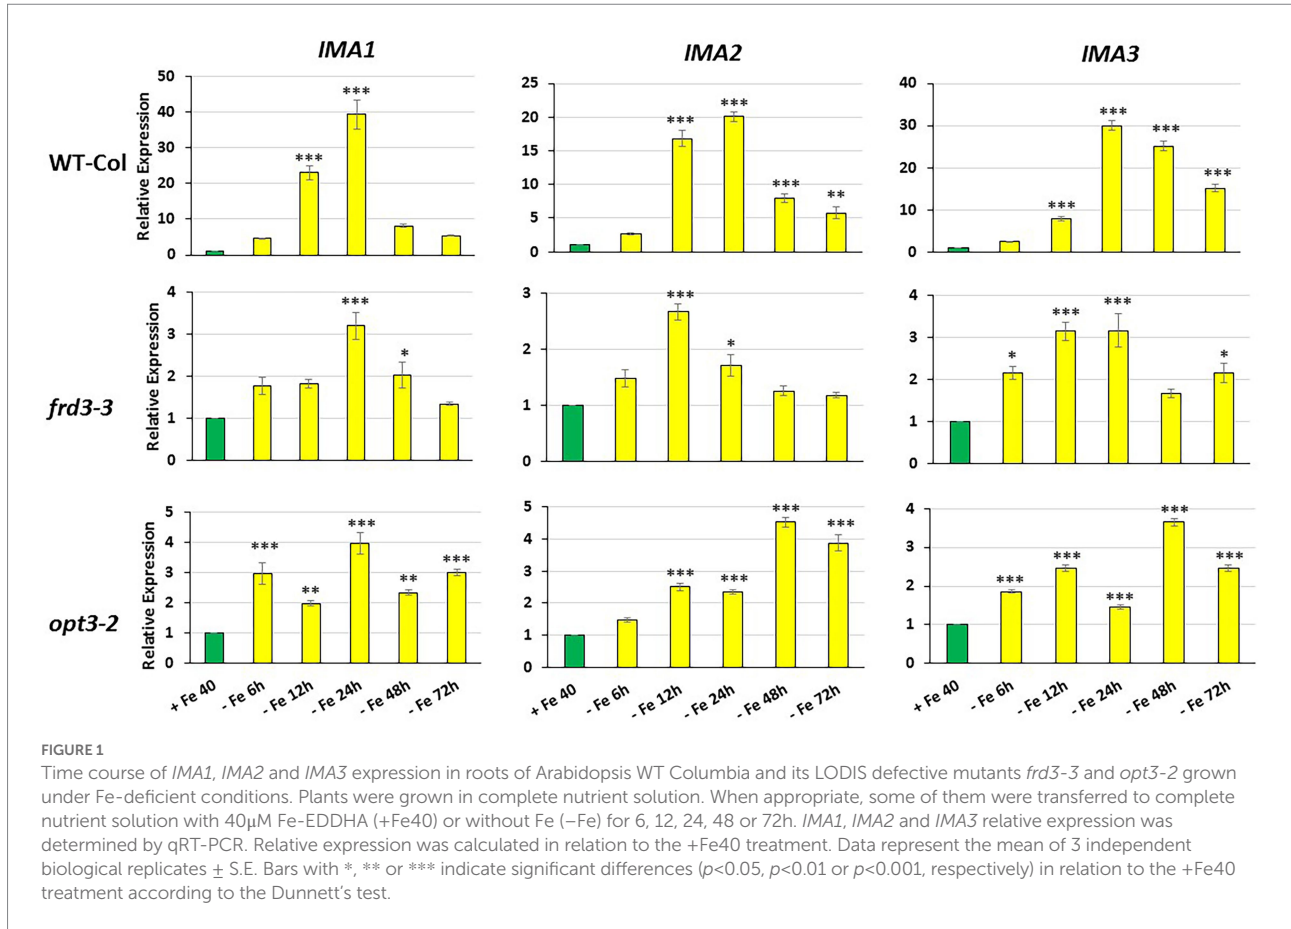 IMA1
IMA2
IMA3
WT-Col
Relative Expression
50
40
30
20
10
0
***
***
25
20
15
10
5
0
***
***
***
**
40
30
20
10
0
***
***
***
***
frd3-3
Relative Expression
4
3
2
1
0
***
*
3
2
1
0
***
*
4
3
2
1
0
*
***
***
*
opt3-2
Relative Expression
5
4
3
2
1
0
***
**
***
**
***
5
4
3
2
1
0
***
***
***
***
4
3
2
1
0
***
***
***
***
***
+ Fe 40
- Fe 6h
- Fe 12h
- Fe 24h
- Fe 48h
- Fe 72h
+ Fe 40
- Fe 6h
- Fe 12h
- Fe 24h
- Fe 48h
- Fe 72h
+ Fe 40
- Fe 6h
- Fe 12h
- Fe 24h
- Fe 48h
- Fe 72h
FIGURE 1
Time course of IMA1, IMA2 and IMA3 expression in roots of Arabidopsis WT Columbia and its LODIS defective mutants frd3-3 and opt3-2 grown
under Fe-deficient conditions. Plants were grown in complete nutrient solution. When appropriate, some of them were transferred to complete
nutrient solution with 40μM Fe-EDDHA (+Fe40) or without Fe (−Fe) for 6, 12, 24, 48 or 72h. IMA1, IMA2 and IMA3 relative expression was
determined by qRT-PCR. Relative expression was calculated in relation to the +Fe40 treatment. Data represent the mean of 3 independent
biological replicates ± S.E. Bars with *, ** or *** indicate significant differences (p<0.05, p<0.01 or p<0.001, respectively) in relation to the +Fe40
treatment according to the Dunnett's test.